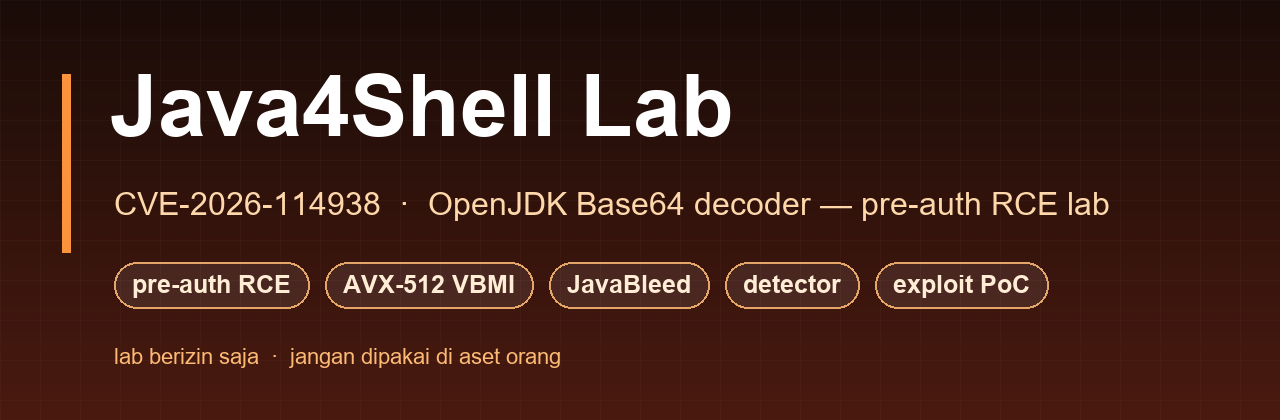 Java4Shell Lab
CVE-2026-114938 · OpenJDK Base64 decoder — pre-auth RCE lab
pre-auth RCE AVX-512 VBMI JavaBleed detector exploit PoC
lab berizin saja · jangan dipakai di aset orang